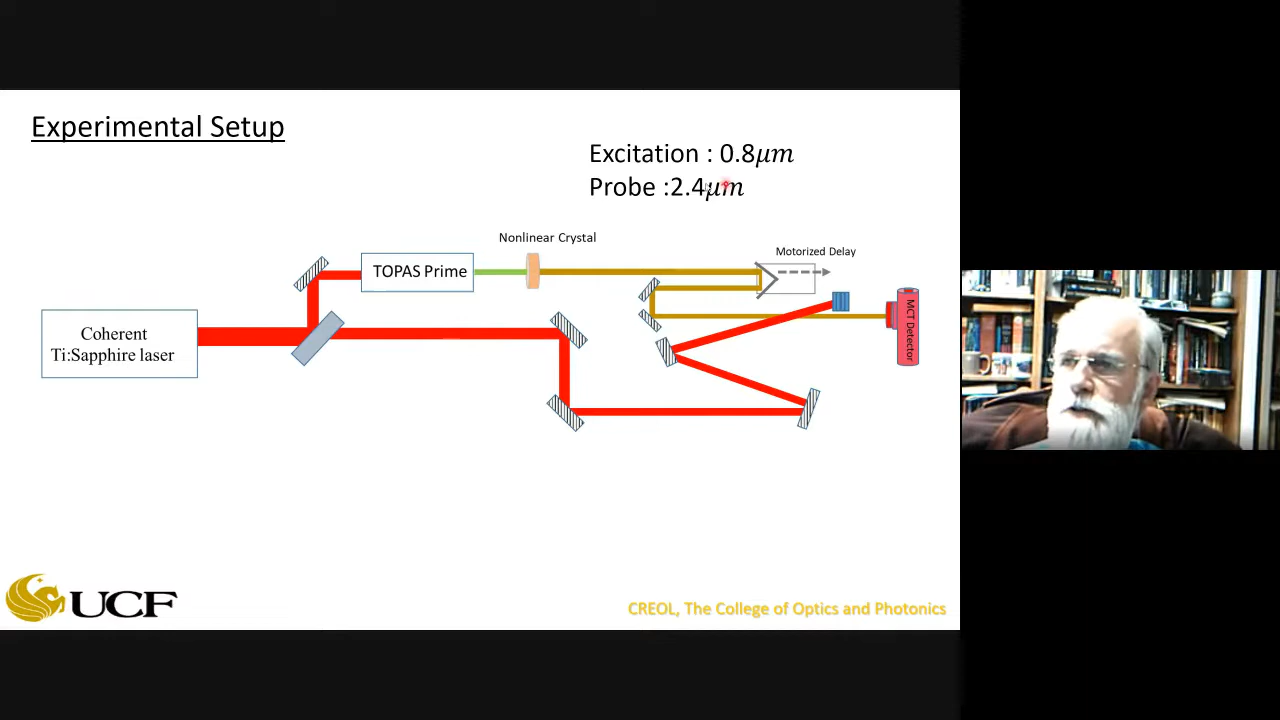 Experimental Setup
Excitation : 0.8μm
Probe :2.4μm
Nonlinear Crystal
Motorized Delay
TOPAS Prime
Coherent
Ti:Sapphire laser
MCT Detector
UCF
CREOL, The College of Optics and Photonics